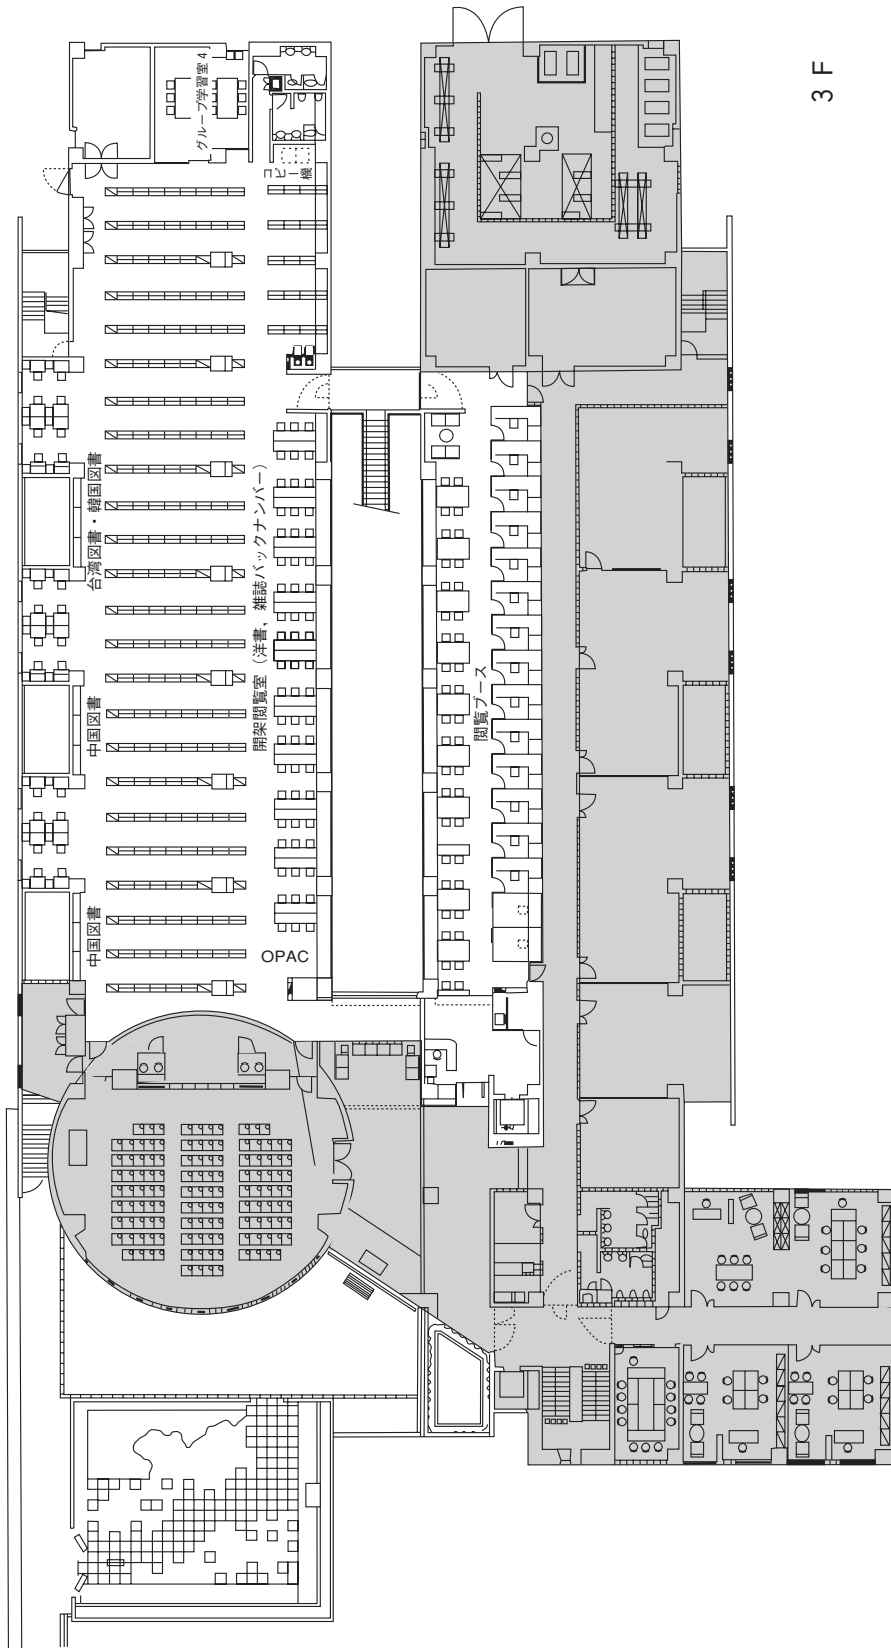 3F
グループ学習室4
コピー機
台湾図書・韓国図書
開架閲覧室（洋書，雑誌バックナンバー）
中国図書
閲覧ブース
中国図書
OPAC